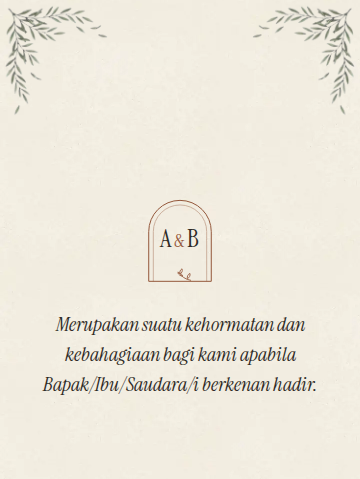 A&B
Merupakan suatu kehormatan dan
kebahagiaan bagi kami apabila
Bapak/Ibu/Saudara/i berkenan hadir.